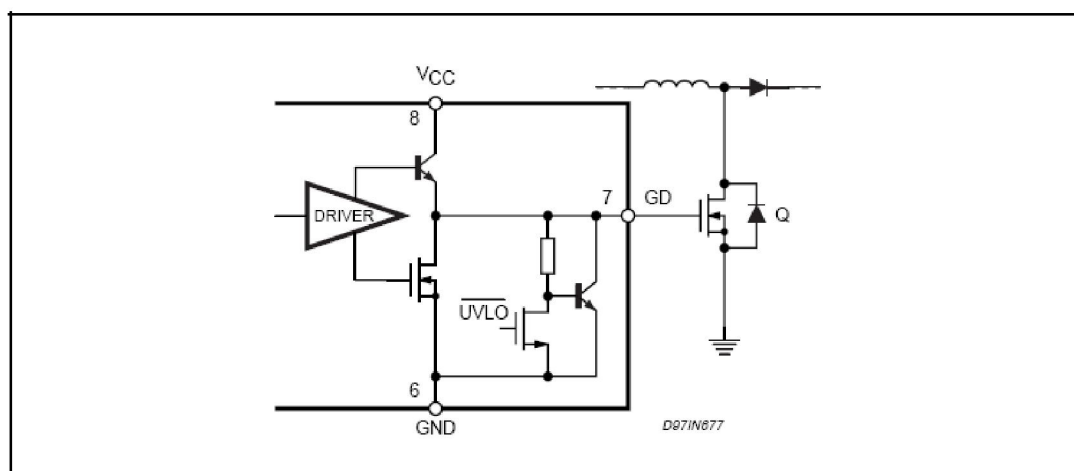 VCC
8
DRIVER
7
GD
Q
UVLO
6
GND
D97IN677